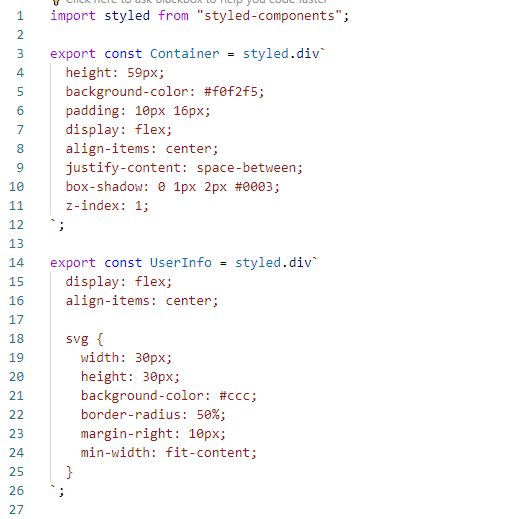 Click here to ask Blackbox to help you code faster
1 import styled from "styled-components";
2
3 export const Container = styled.div`
4 height: 59px;
5 background-color: #f0f2f5;
6 padding: 10px 16px;
7 display: flex;
8 align-items: center;
9 justify-content: space-between;
10 box-shadow: 0 1px 2px #0003;
11 z-index: 1;
12 `;
13
14 export const UserInfo = styled.div`
15 display: flex;
16 align-items: center;
17
18 svg {
19 width: 30px;
20 height: 30px;
21 background-color: #ccc;
22 border-radius: 50%;
23 margin-right: 10px;
24 min-width: fit-content;
25 }
26 `;
27